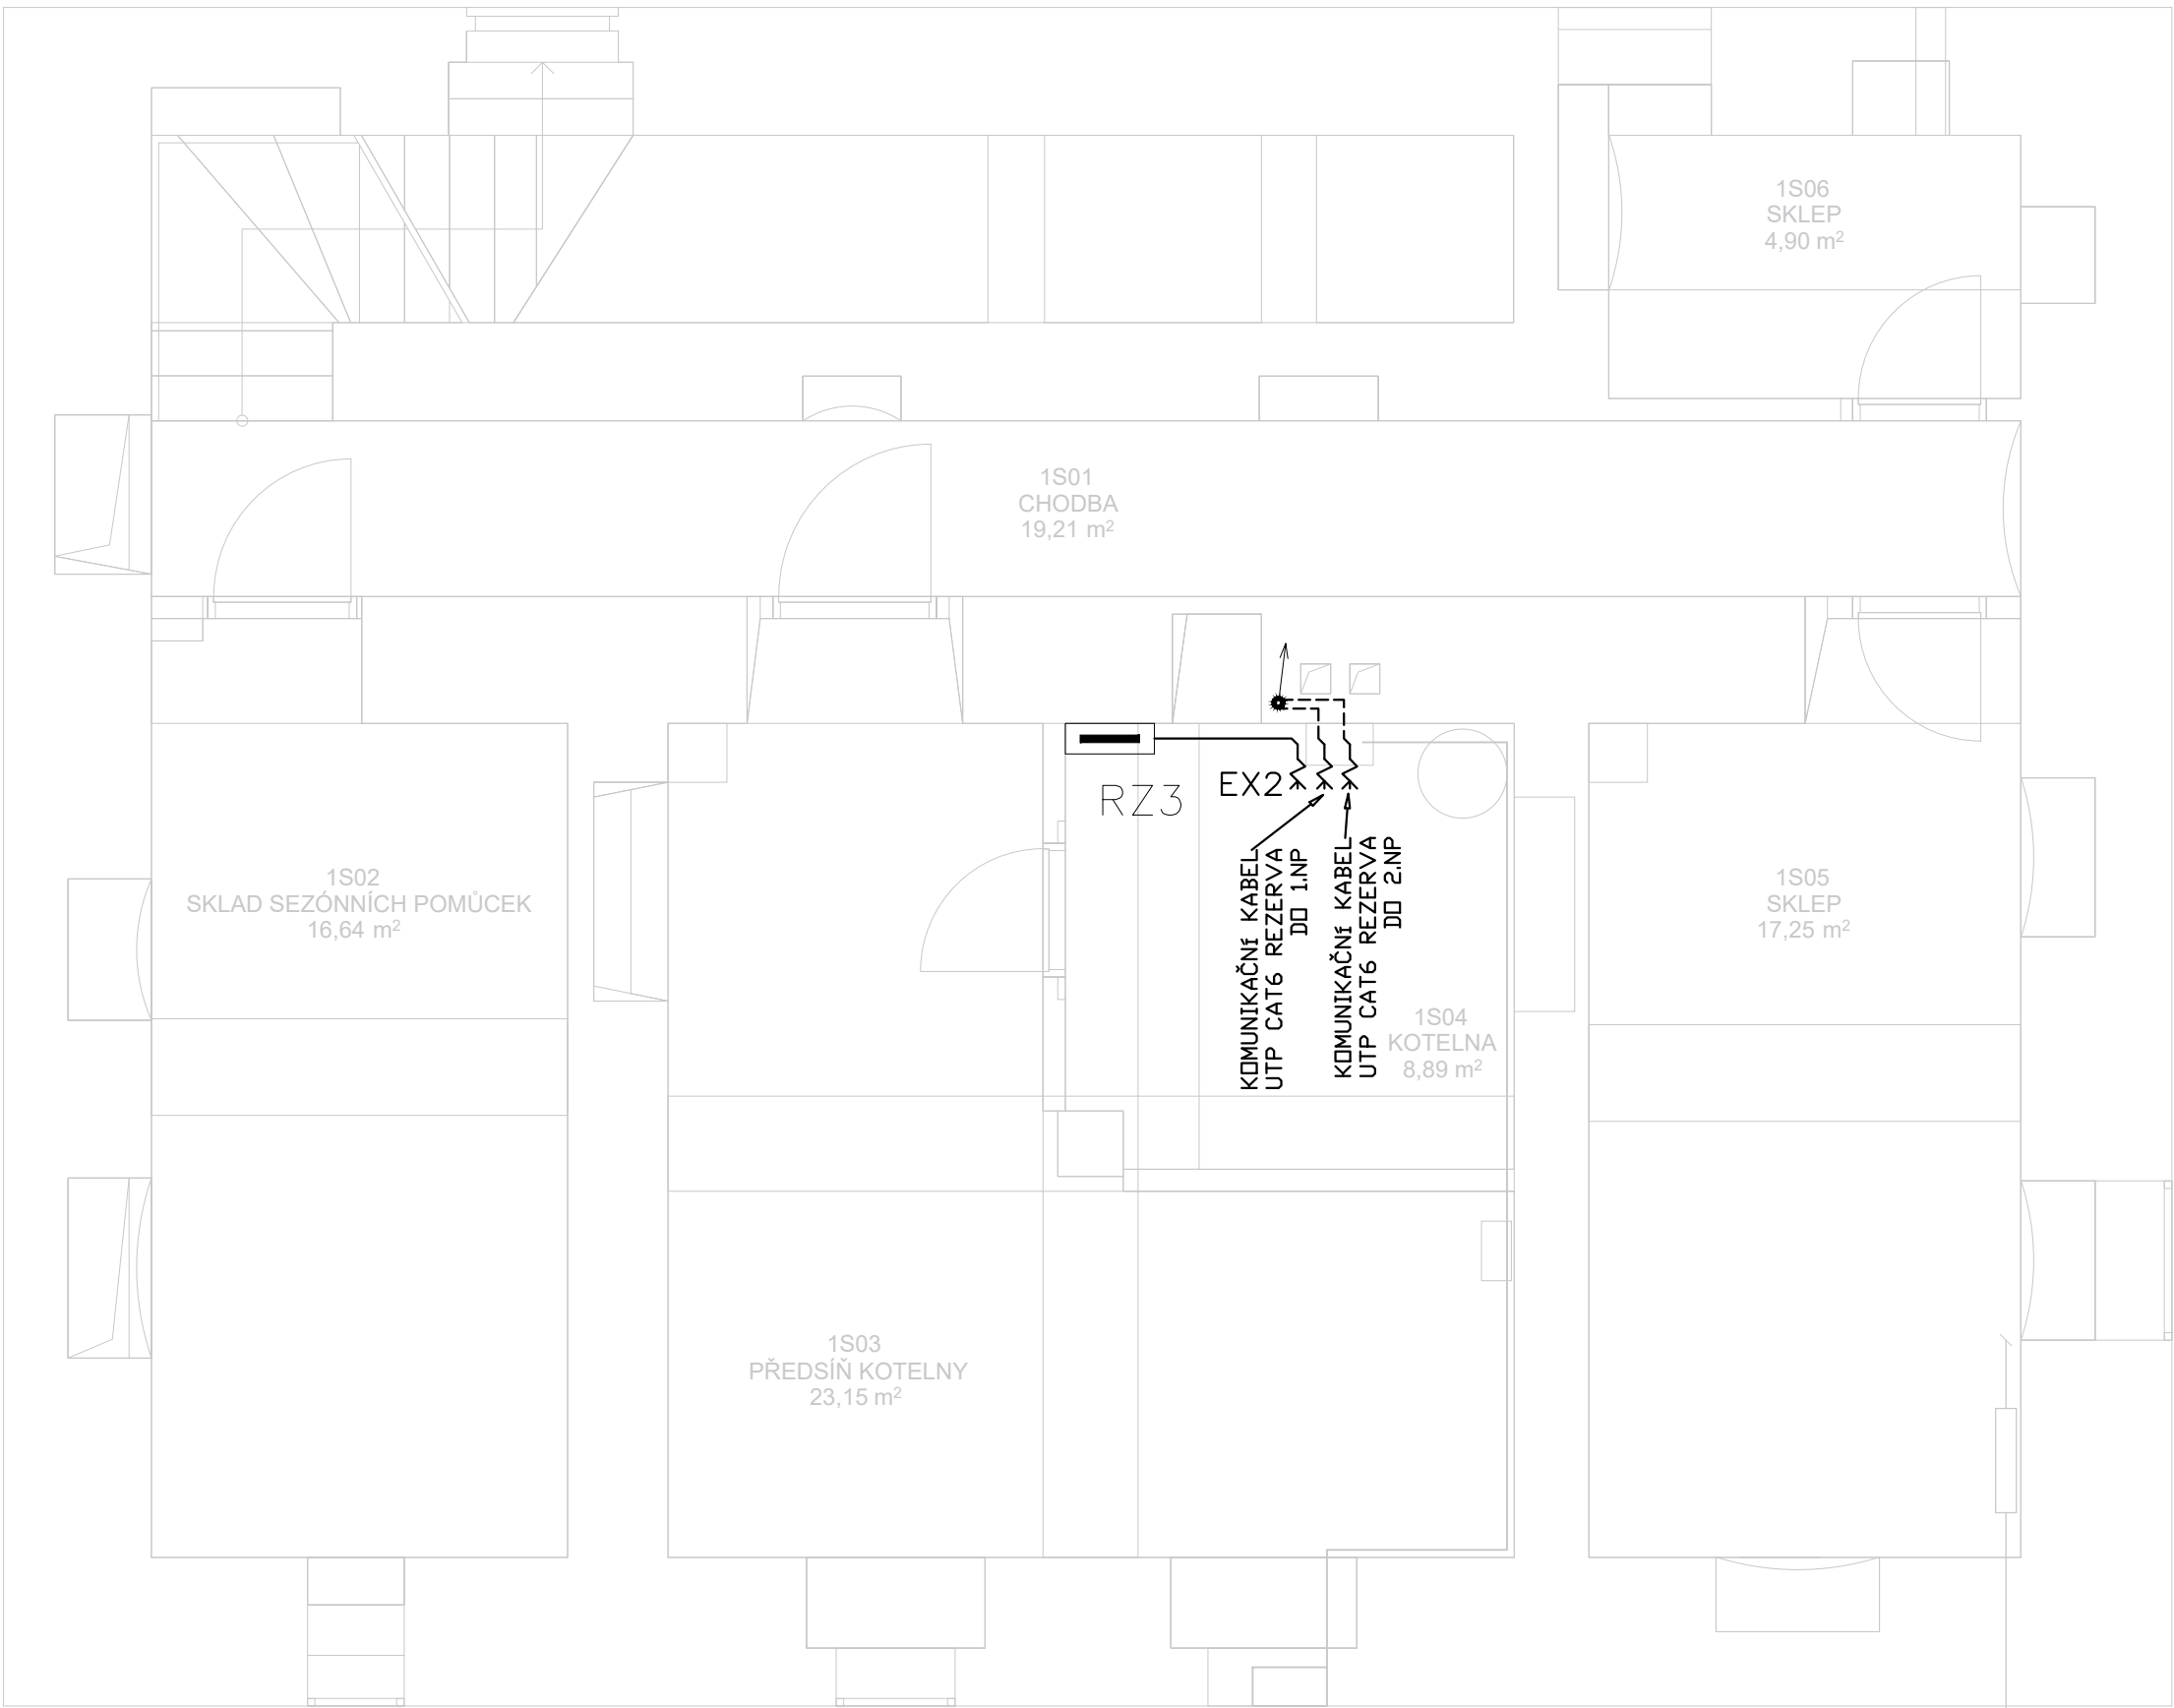 1S06
SKLEP
4,90 m²
1S01
CHODBA
19,21 m²
EX2
RZ3
KOMUNIKAČNÍ KABEL
UTP CAT6 REZERVA
DO 1.NP
KOMUNIKAČNÍ KABEL
UTP CAT6 REZERVA
DO 2.NP
1S02
SKLAD SEZÓNNÍCH POMŮCEK
16,64 m²
1S05
SKLEP
17,25 m²
1S04
KOTELNA
8,89 m²
1S03
PŘEDSÍŇ KOTELNY
23,15 m²